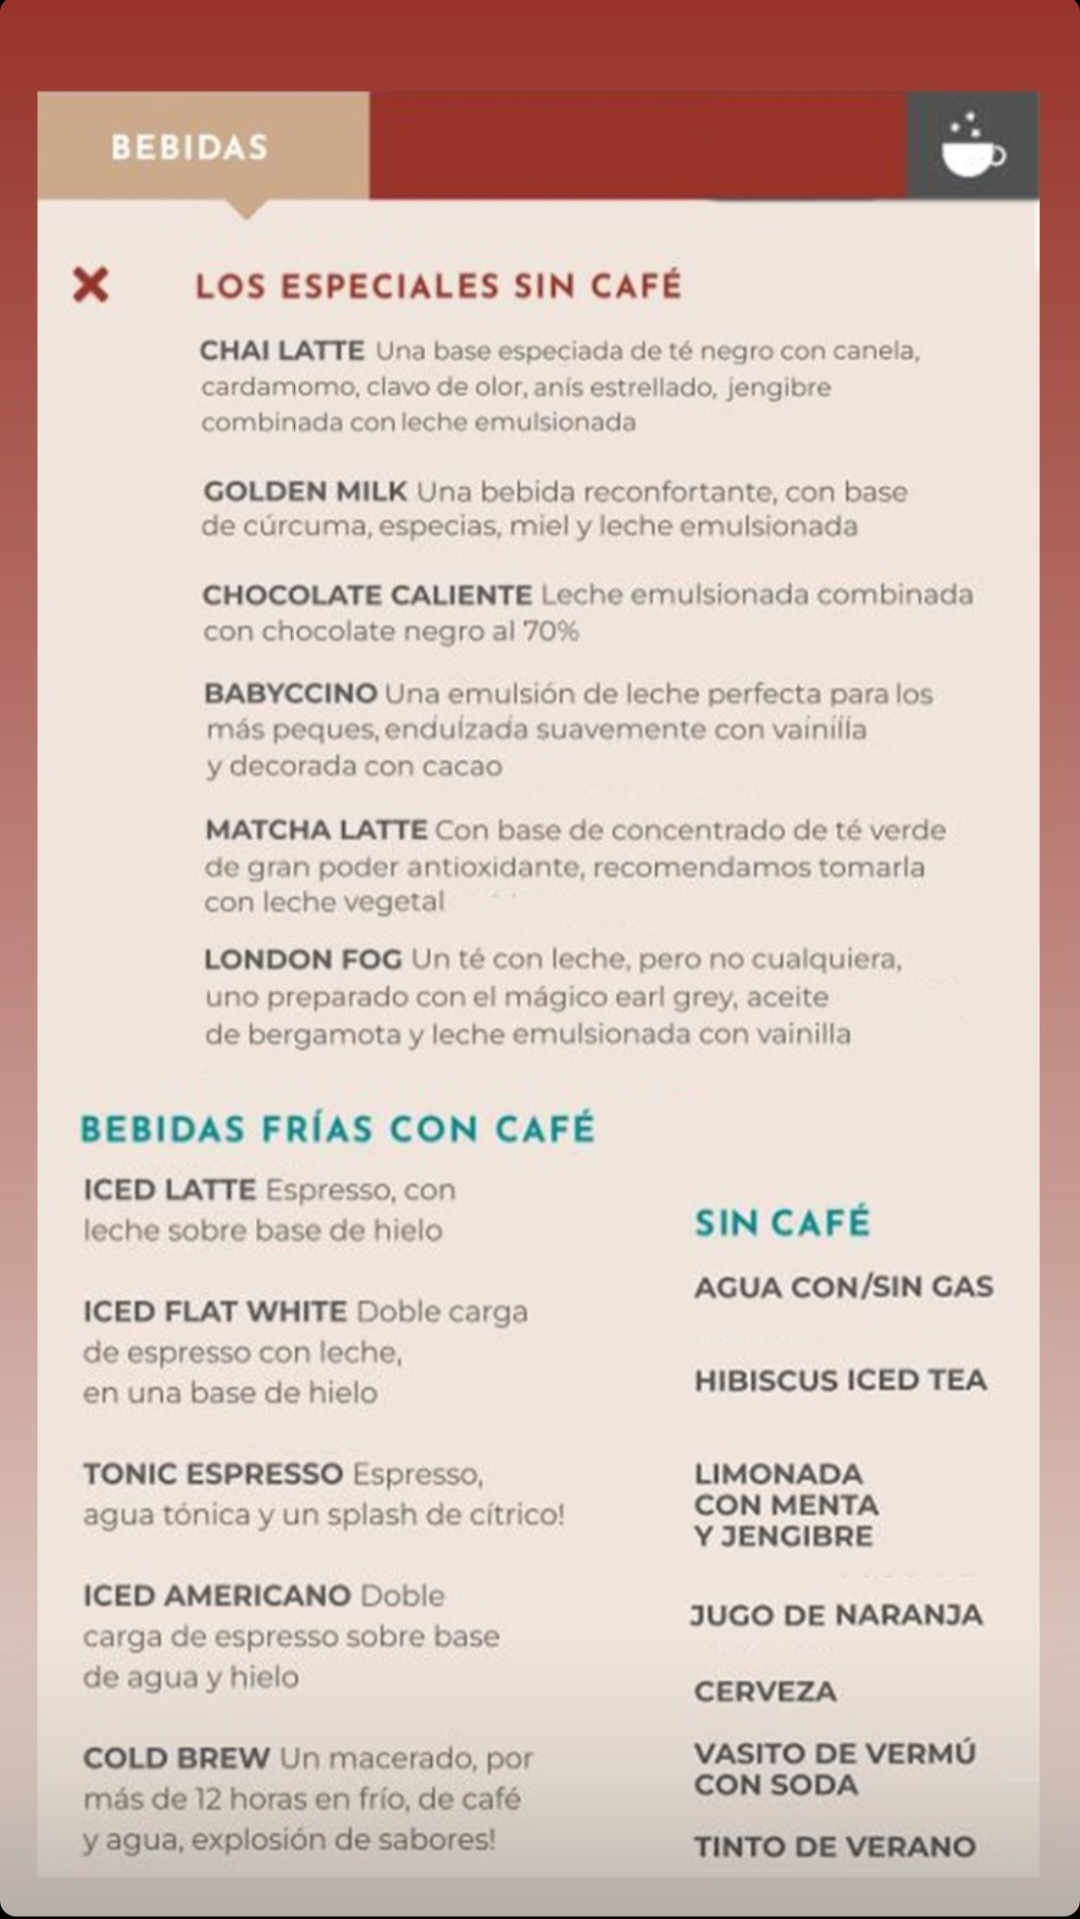 BEBIDAS
LOS ESPECIALES SIN CAFÉ
CHAI LATTE Una base especiada de té negro con canela,
cardamomo, clavo de olor, anís estrellado, jengibre
combinada con leche emulsionada
GOLDEN MILK Una bebida reconfortante, con base
de cúrcuma, especias, miel y leche emulsionada
CHOCOLATE CALIENTE Leche emulsionada combinada
con chocolate negro al 70%
BABYCCINO Una emulsión de leche perfecta para los
más peques, endulzada suavemente con vainilla
y decorada con cacao
MATCHA LATTE Con base de concentrado de té verde
de gran poder antioxidante, recomendamos tomarla
con leche vegetal
LONDON FOG Un té con leche, pero no cualquiera,
uno preparado con el mágico earl grey, aceite
de bergamota y leche emulsionada con vainilla
BEBIDAS FRÍAS CON CAFÉ
ICED LATTE Espresso, con
leche sobre base de hielo
ICED FLAT WHITE Doble carga
de espresso con leche,
en una base de hielo
TONIC ESPRESSO Espresso,
agua tónica y un splash de cítrico!
ICED AMERICANO Doble
carga de espresso sobre base
de agua y hielo
COLD BREW Un macerado, por
más de 12 horas en frío, de café
y agua, explosión de sabores!
SIN CAFÉ
AGUA CON/SIN GAS
HIBISCUS ICED TEA
LIMONADA
CON MENTA
Y JENGIBRE
JUGO DE NARANJA
CERVEZA
VASITO DE VERMÚ
CON SODA
TINTO DE VERANO